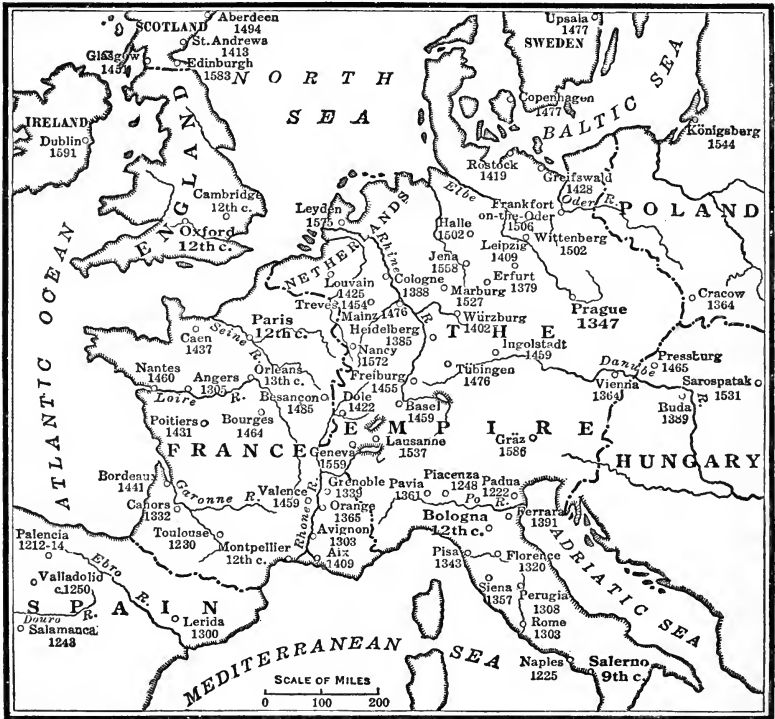 SCOTLAND
Aberdeen
1494
St. Andrews
1413
Glasgow
1451
Edinburgh
1583
NORTH
SEA
Upsala
1477
SWEDEN
BALTIC SEA
Copenhagen
1477
Königsberg
1544
IRELAND
Dublin
1591
ENGLAND
Cambridge
12th c.
Oxford
12th c.
Rostock
1419
Greifswald
1428
Elbe
Oder R.
POLAND
Frankfort
on-the-Oder
1506
Leyden
1575
NETHERLANDS
Rhine
R.
Halle
1502
Leipzig
1409
Wittenberg
1502
Jena
1558
Erfurt
1379
Louvain
1425
Cologne
1388
Marburg
1527
Prague
1347
Cracow
1364
Treves 1454
Mainz 1476
Würzburg
1402
Heidelberg
1385
THE
ATLANTIC OCEAN
Paris
12th c.
Caen
1437
Seine R.
Nancy
1572
Ingolstadt
1459
Tübingen
1476
Danube
R.
Pressburg
1465
Vienna
1364
Sarospatak
1531
Buda
1389
Nantes
1460
Angers
1305
Orleans
13th c.
Loire R.
Besançon
1485
Freiburg
1455
Dole
1422
Basel
1459
Poitiers
1431
Bourges
1464
EMPIRE
Lausanne
1537
Gräz
1586
FRANCE
Geneva
1559
HUNGARY
Bordeaux
1441
Garonne R.
Cahors
1332
Valence
1459
Grenoble
1339
Pavia
1361
Piacenza
1248
Padua
1222
Po R.
Orange
1365
Rhone R.
Bologna
12th c.
Ferrara
1391
Avignon
1303
Toulouse
1230
Montpellier
12th c.
Aix
1409
Pisa
1343
Florence
1320
ADRIATIC SEA
Palencia
1212-14
Ebro R.
Valladolid
c.1250
SPAIN
Douro R.
Salamanca
1243
Lerida
1300
Siena
1357
Perugia
1308
Rome
1303
MEDITERRANEAN SEA
SCALE OF MILES
0 100 200
Naples
1225
Salerno
9th c.